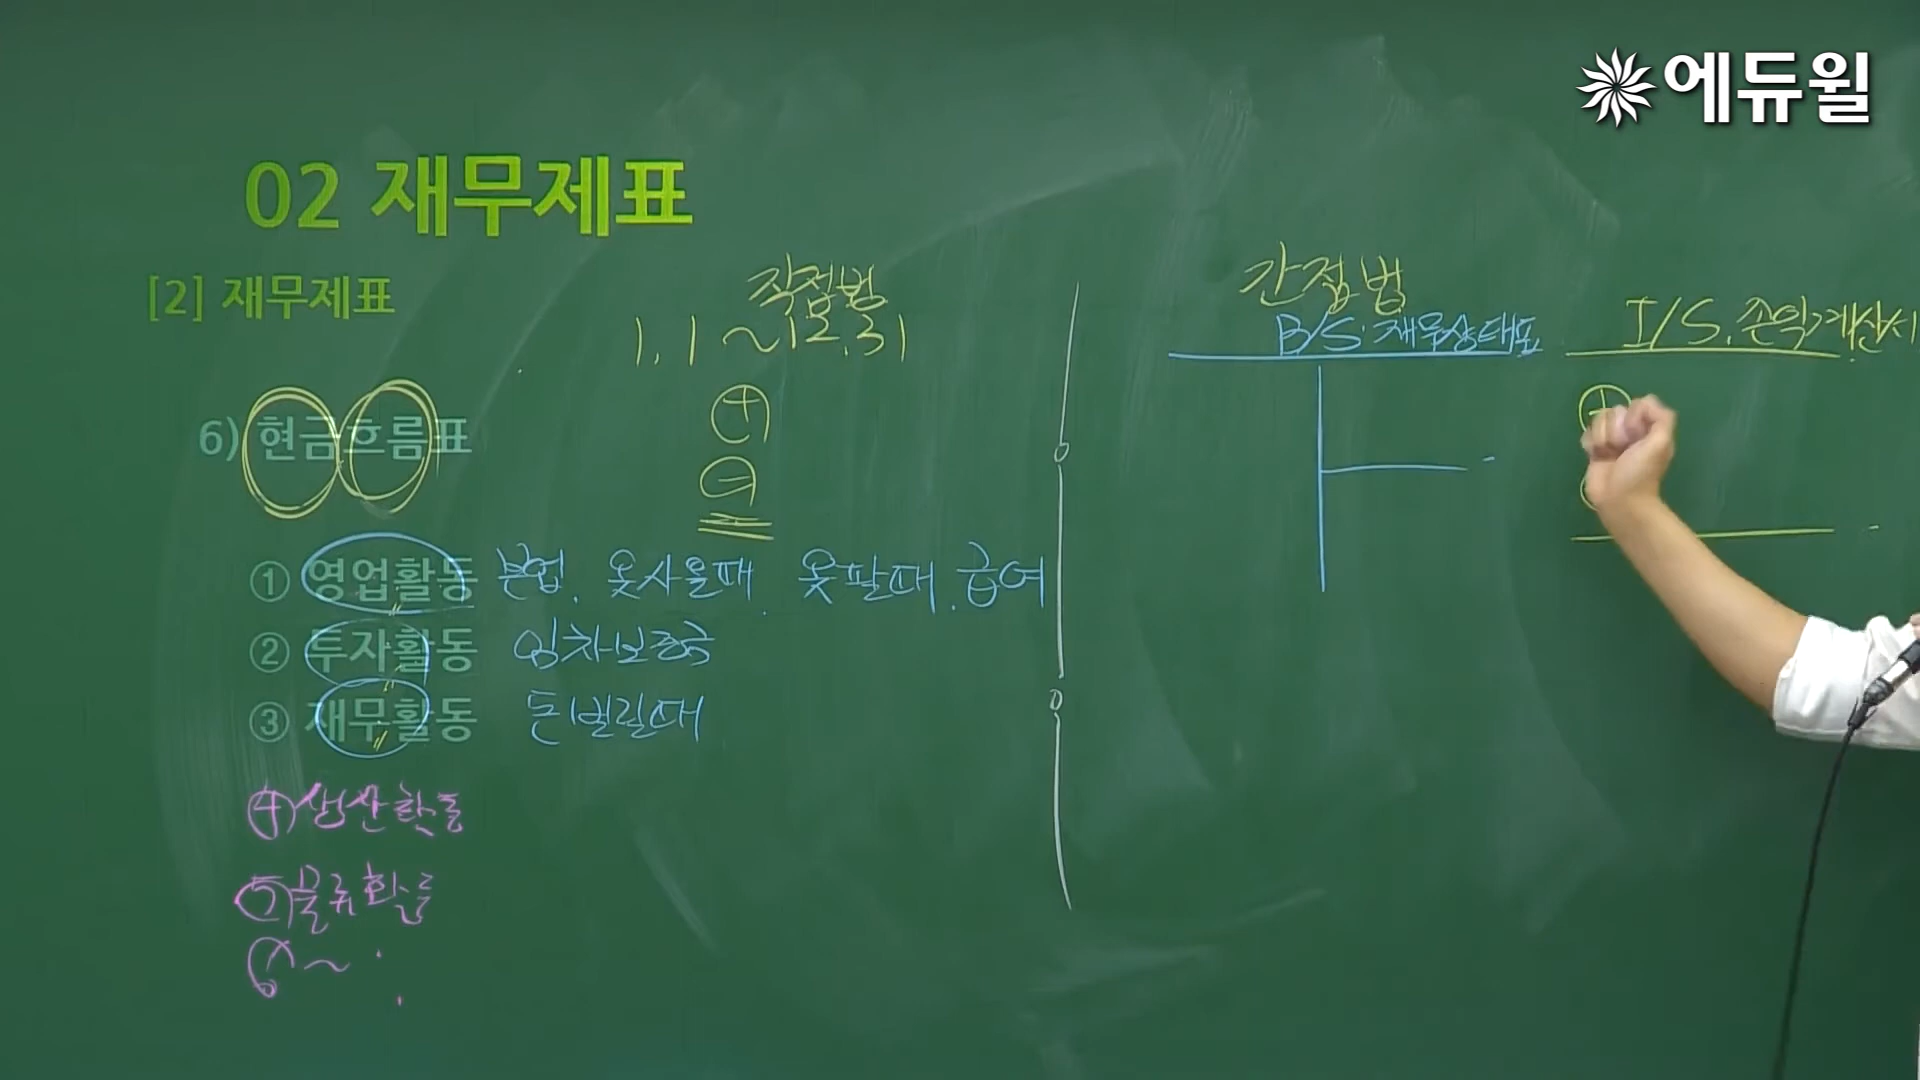 에듀윌
02 재무제표
[2] 재무제표
직접법
1. 1 ~ 12. 31
6) 현금흐름표
+
-
① 영업활동 본업. 옷사올때. 옷팔때. 급여
② 투자활동 임차보증금
③ 재무활동 돈빌릴때
④ 생산활동
⑤ 물류활동
⑥ ~
간접법
B/S. 재무상태표
I/S. 손익계산서
+